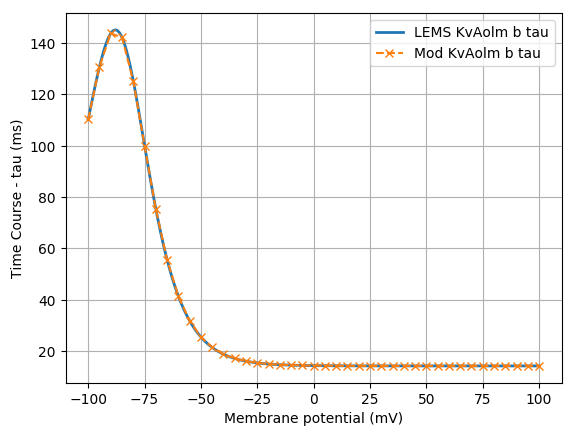 LEMS KvAolm b tau
Mod KvAolm b tau
Time Course - tau (ms)
140
120
100
80
60
40
20
−100 −75 −50 −25 0 25 50 75 100
Membrane potential (mV)